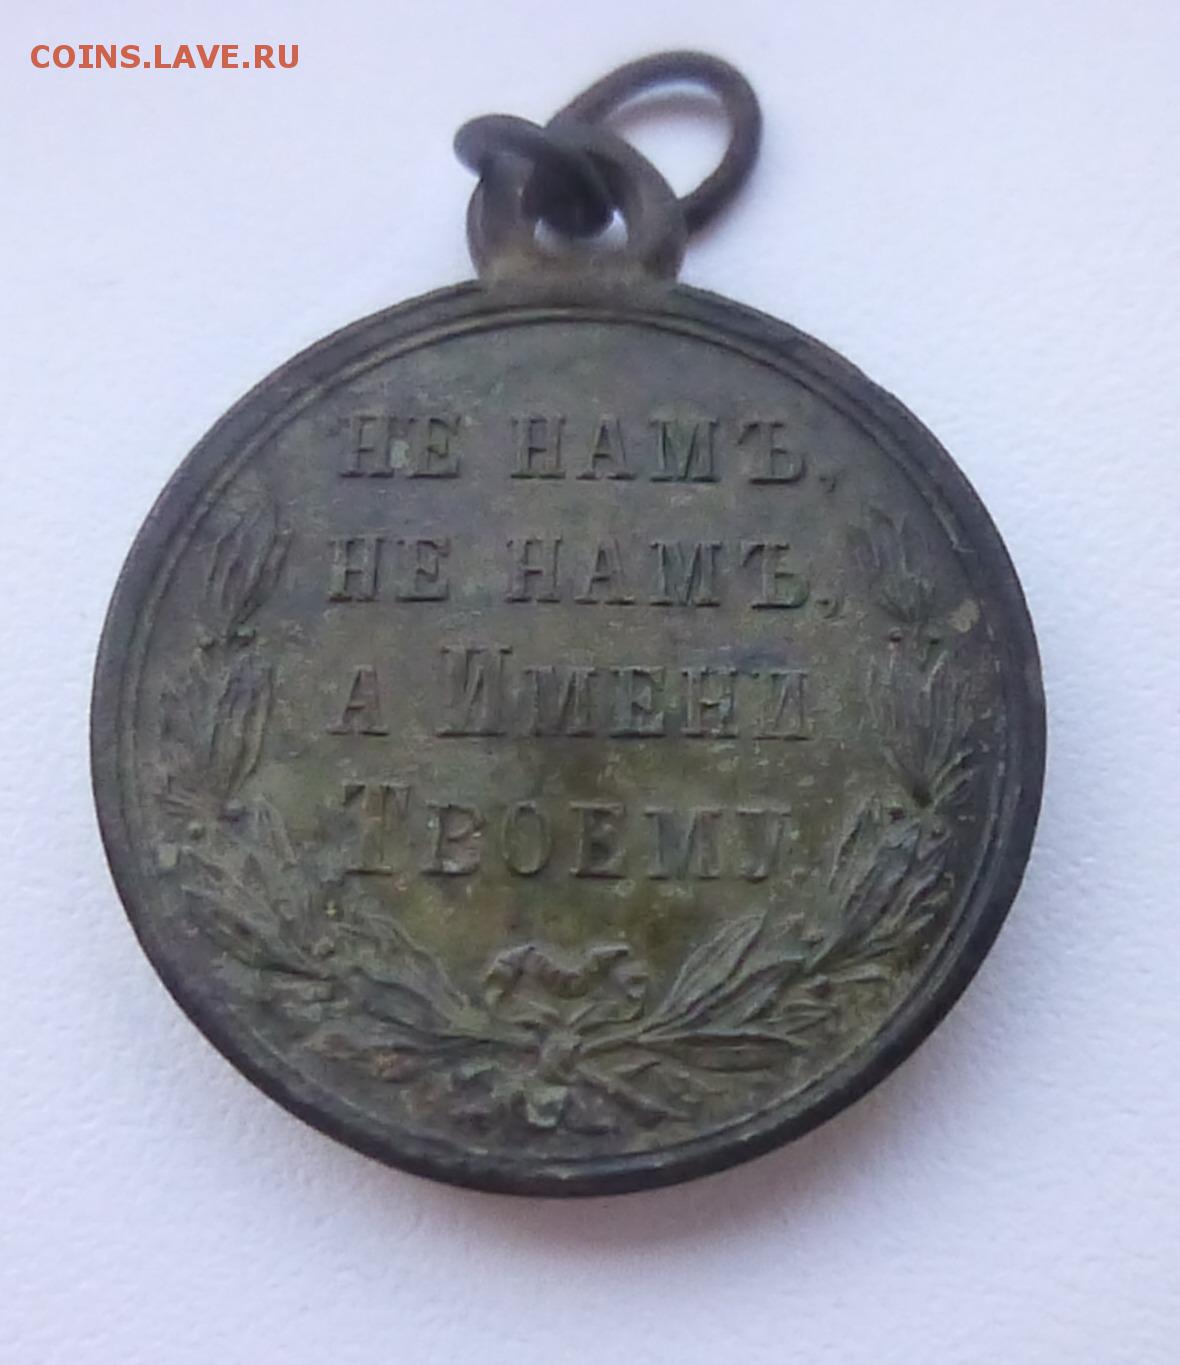 COINS.LAVE.RU
НЕ НАМЪ,
НЕ НАМЪ,
А ИМЕНИ
ТВОЕМУ